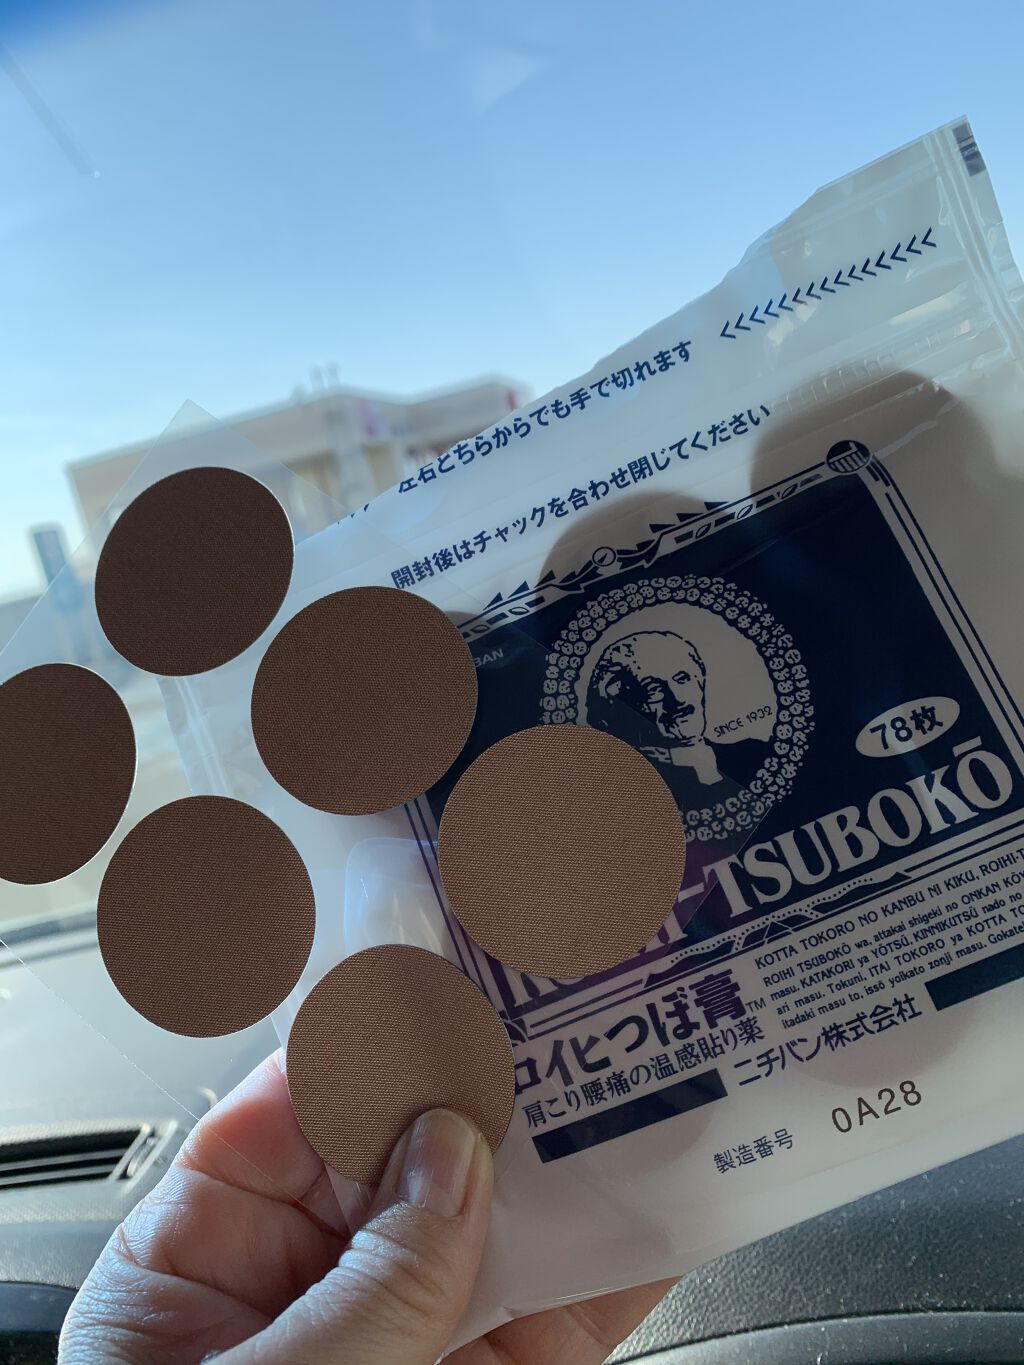 左右どちらからでも手で切れます <<<<<<<<<<<<<<
開封後はチャックを合わせ閉じてください
BAN
SINCE 1932
78枚
TSUBOKŌ
KOTTA TOKORO NO KANBU NI KIKU, ROIHI-T
ROIHI TSUBOKŌ wa, attakai shigeki no ONKAN KŌ
masu. KATAKORI ya YŌTSŪ, KINNIKUTSŪ nado no
ari masu. Tokuni, ITAI TOKORO ya KOTTA TO
itadaki masu to, issō yoikato zonji masu. Gokate
ロイヒつぼ膏™
肩こり腰痛の温感貼り薬
ニチバン株式会社
製造番号 0A28